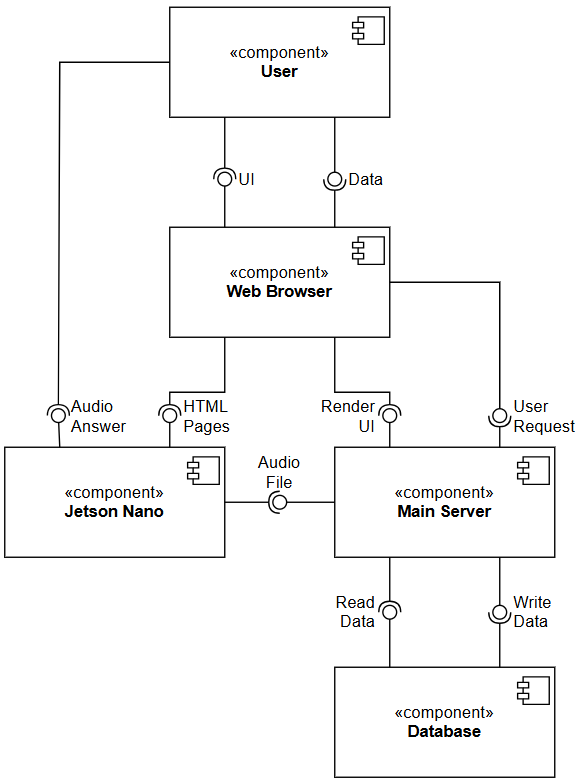 «component»
User
UI
Data
«component»
Web Browser
Audio
Answer
HTML
Pages
Render
UI
User
Request
«component»
Jetson Nano
Audio
File
«component»
Main Server
Read
Data
Write
Data
«component»
Database